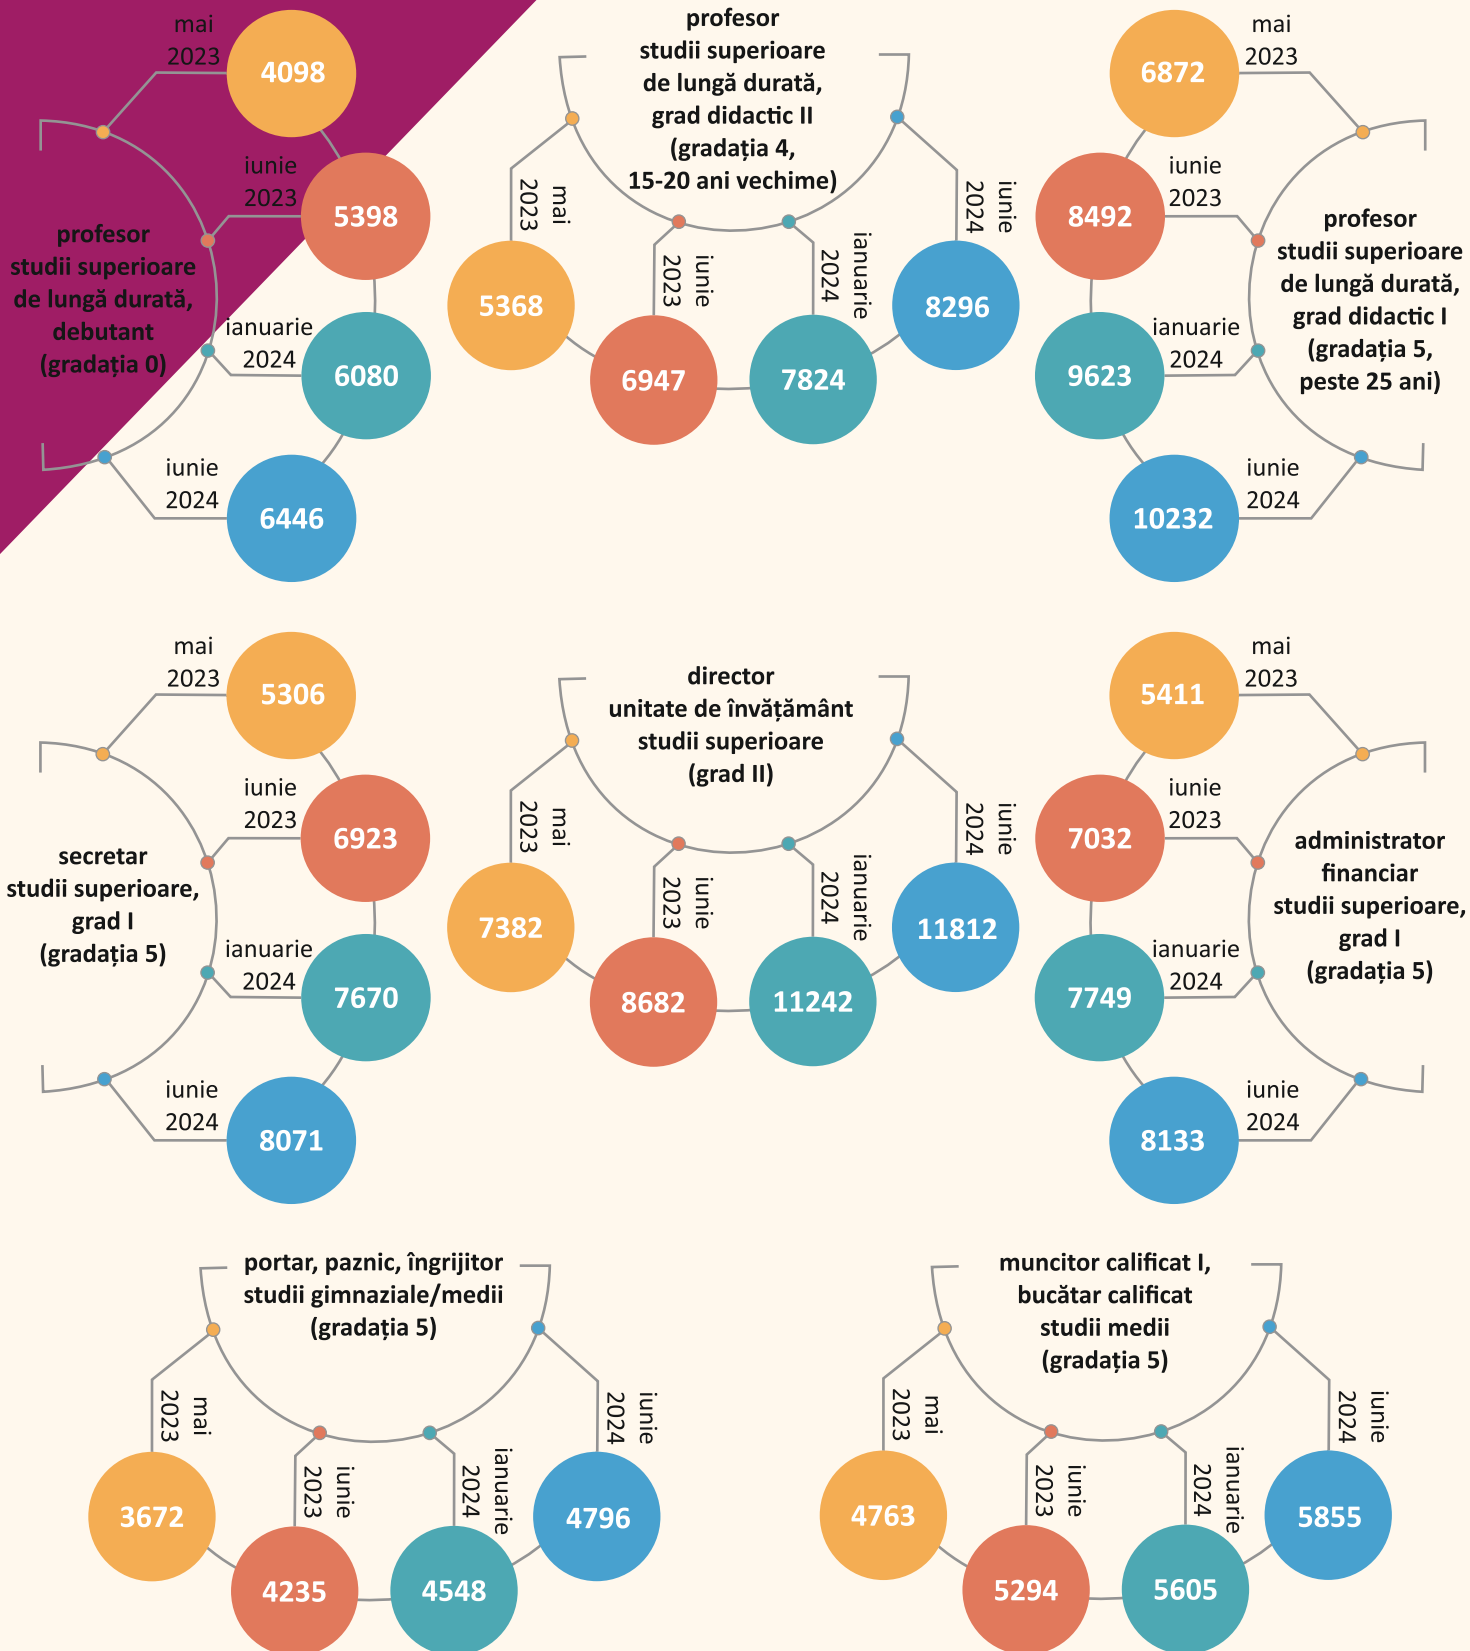 mai
2023
4098
iunie
2023
5398
profesor
studii superioare
de lungă durată,
debutant
(gradația 0)
ianuarie
2024
6080
iunie
2024
6446
profesor
studii superioare
de lungă durată,
grad didactic II
(gradația 4,
15-20 ani vechime)
mai
2023
5368
iunie
2023
6947
ianuarie
2024
7824
iunie
2024
8296
mai
2023
6872
iunie
2023
8492
profesor
studii superioare
de lungă durată,
grad didactic I
(gradația 5,
peste 25 ani)
ianuarie
2024
9623
iunie
2024
10232
mai
2023
5306
iunie
2023
6923
secretar
studii superioare,
grad I
(gradația 5)
ianuarie
2024
7670
iunie
2024
8071
director
unitate de învățământ
studii superioare
(grad II)
mai
2023
7382
iunie
2023
8682
ianuarie
2024
11242
iunie
2024
11812
mai
2023
5411
iunie
2023
7032
administrator
financiar
studii superioare,
grad I
(gradația 5)
ianuarie
2024
7749
iunie
2024
8133
portar, paznic, îngrijitor
studii gimnaziale/medii
(gradația 5)
mai
2023
3672
iunie
2023
4235
ianuarie
2024
4548
iunie
2024
4796
muncitor calificat I,
bucătar calificat
studii medii
(gradația 5)
mai
2023
4763
iunie
2023
5294
ianuarie
2024
5605
iunie
2024
5855